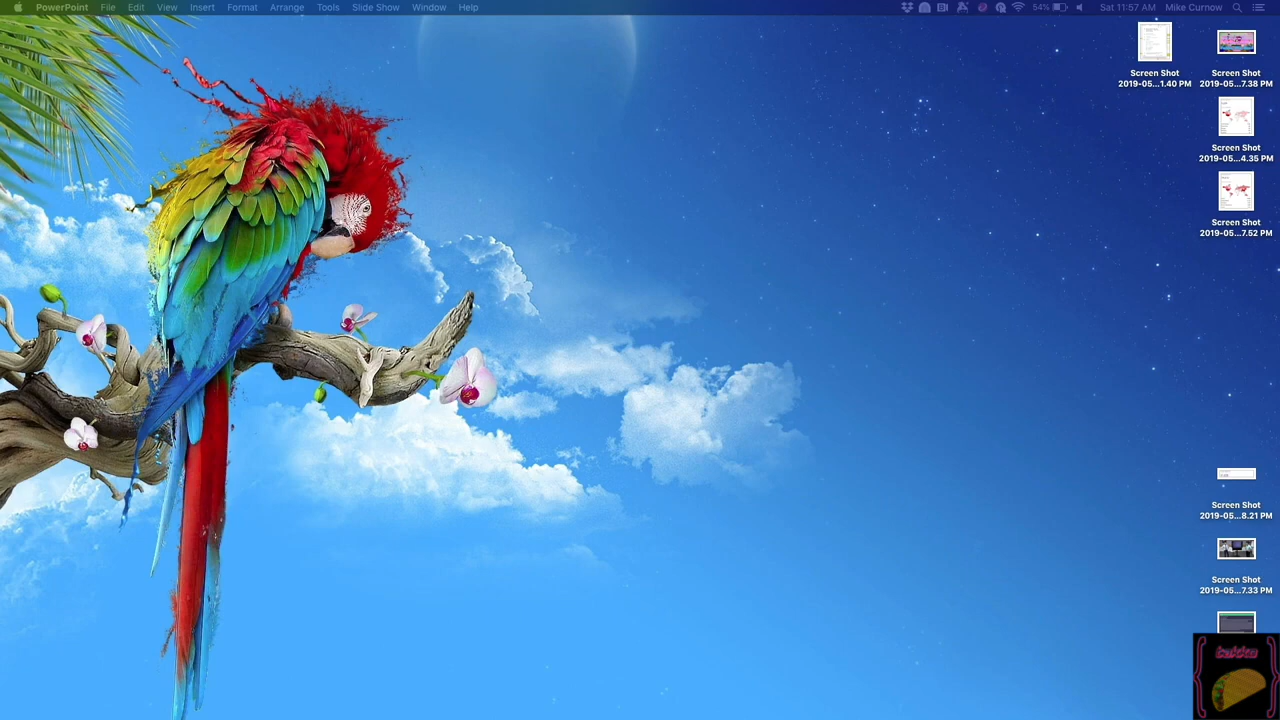 PowerPoint File Edit View Insert Format Arrange Tools Slide Show Window Help 54% Sat 11:57 AM Mike Curnow
Screen Shot
2019-05...1.40 PM
Screen Shot
2019-05...7.38 PM
Screen Shot
2019-05...4.35 PM
Screen Shot
2019-05...7.52 PM
Screen Shot
2019-05...8.21 PM
Screen Shot
2019-05...7.33 PM